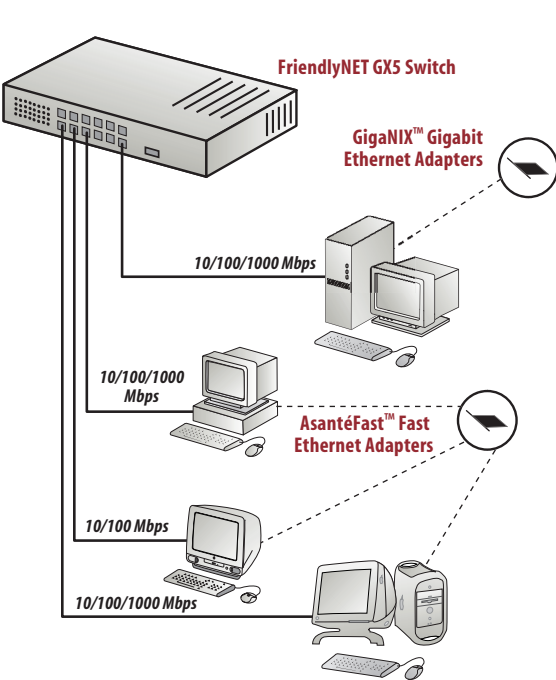 FriendlyNET GX5 Switch
GigaNIX™ Gigabit
Ethernet Adapters
10/100/1000 Mbps
10/100/1000
Mbps
AsantéFast™ Fast
Ethernet Adapters
10/100 Mbps
10/100/1000 Mbps